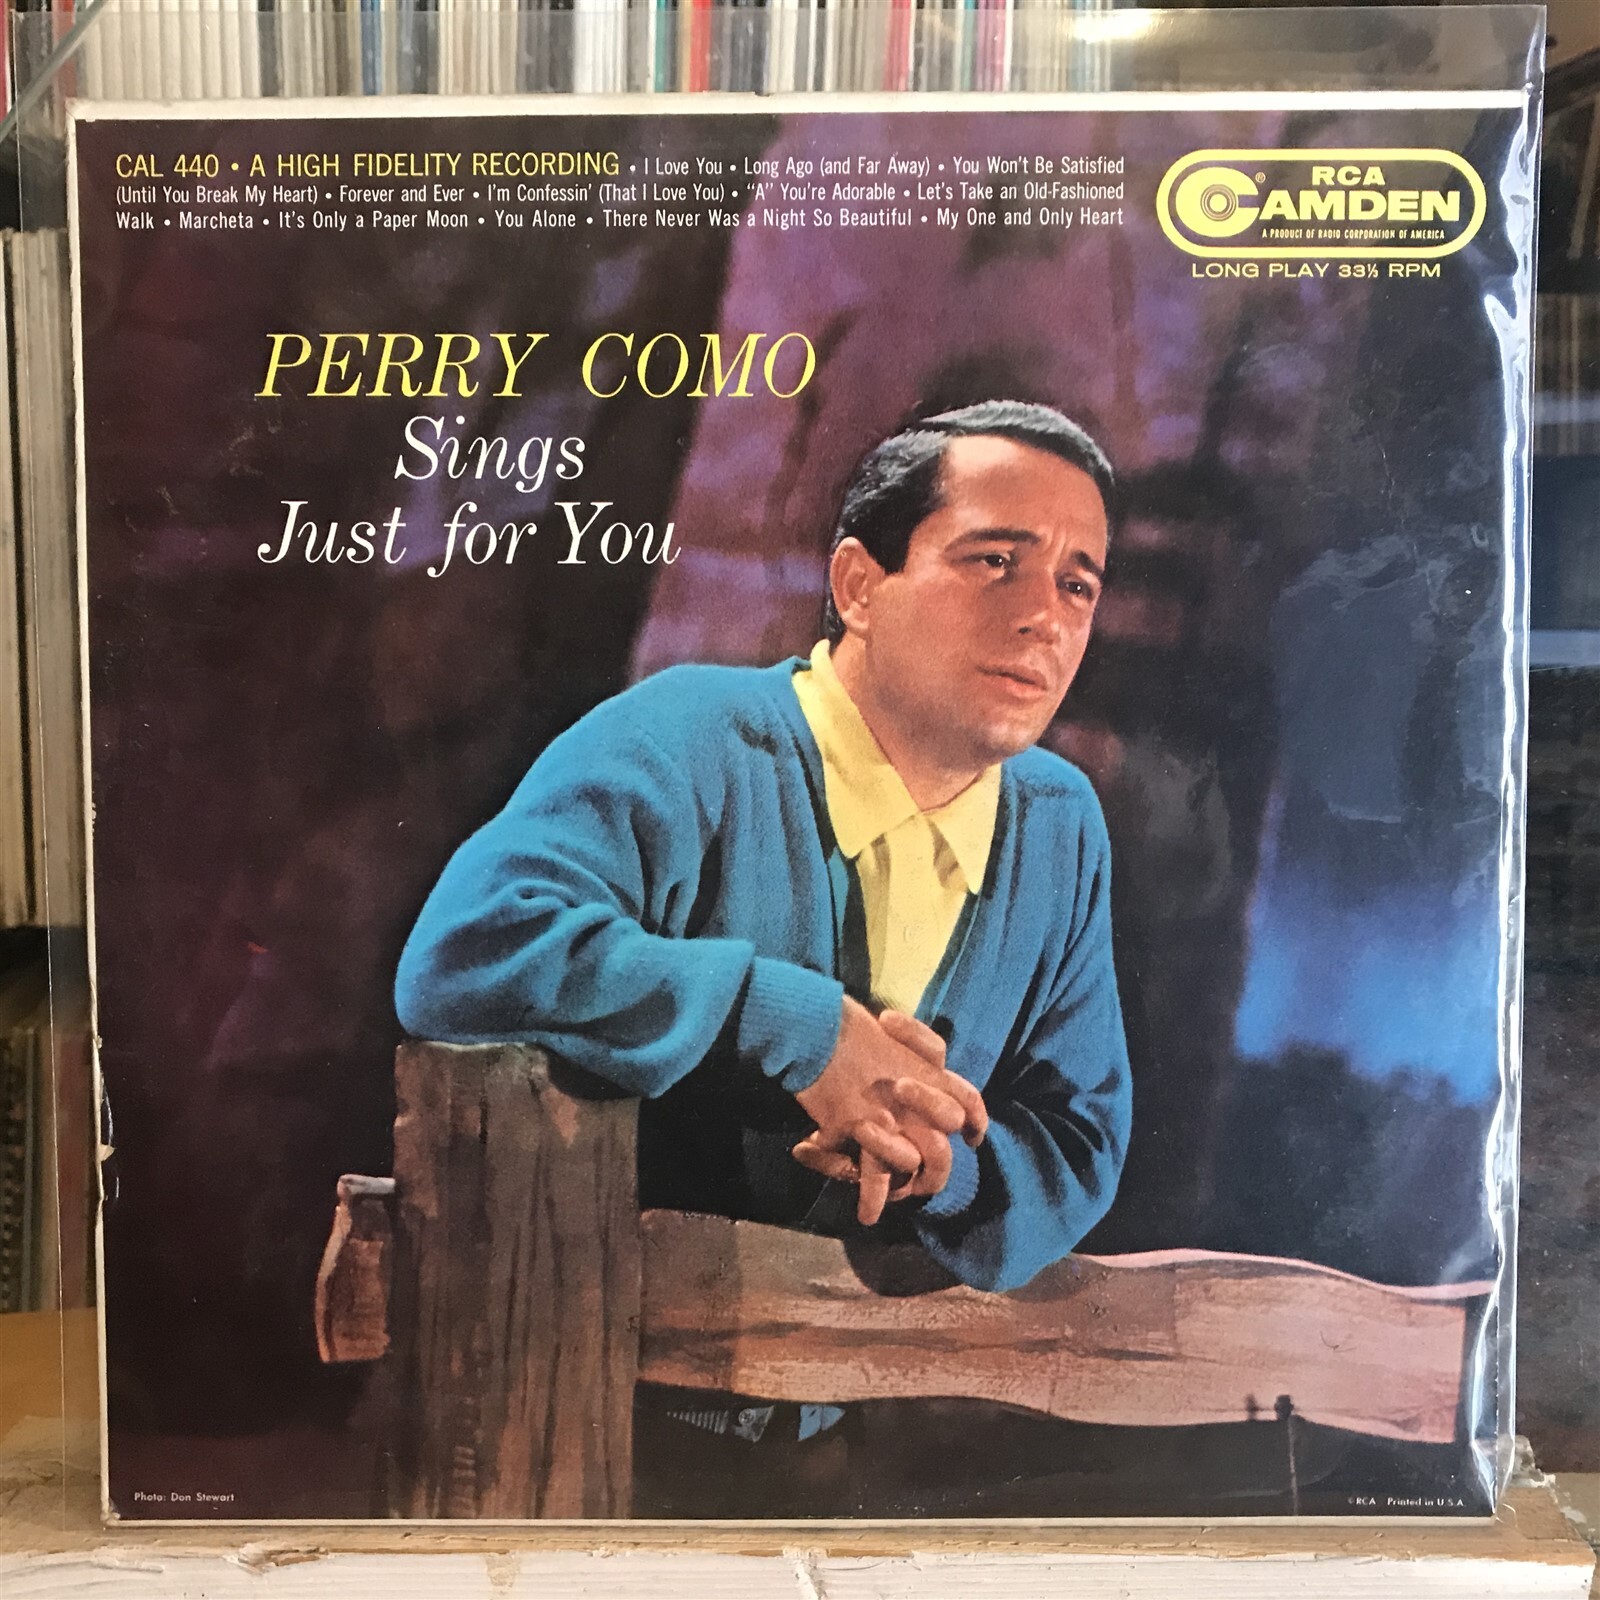 CAL 440 • A HIGH FIDELITY RECORDING • I Love You • Long Ago (and Far Away) • You Won't Be Satisfied
(Until You Break My Heart) • Forever and Ever • I'm Confessin' (That I Love You) • "A" You're Adorable • Let's Take an Old-Fashioned
Walk • Marcheta • It's Only a Paper Moon • You Alone • There Never Was a Night So Beautiful • My One and Only Heart
RCA
CAMDEN®
A PRODUCT OF RADIO CORPORATION OF AMERICA
LONG PLAY 33⅓ RPM
PERRY COMO
Sings
Just for You
Photo: Don Stewart
©RCA Printed in U.S.A.